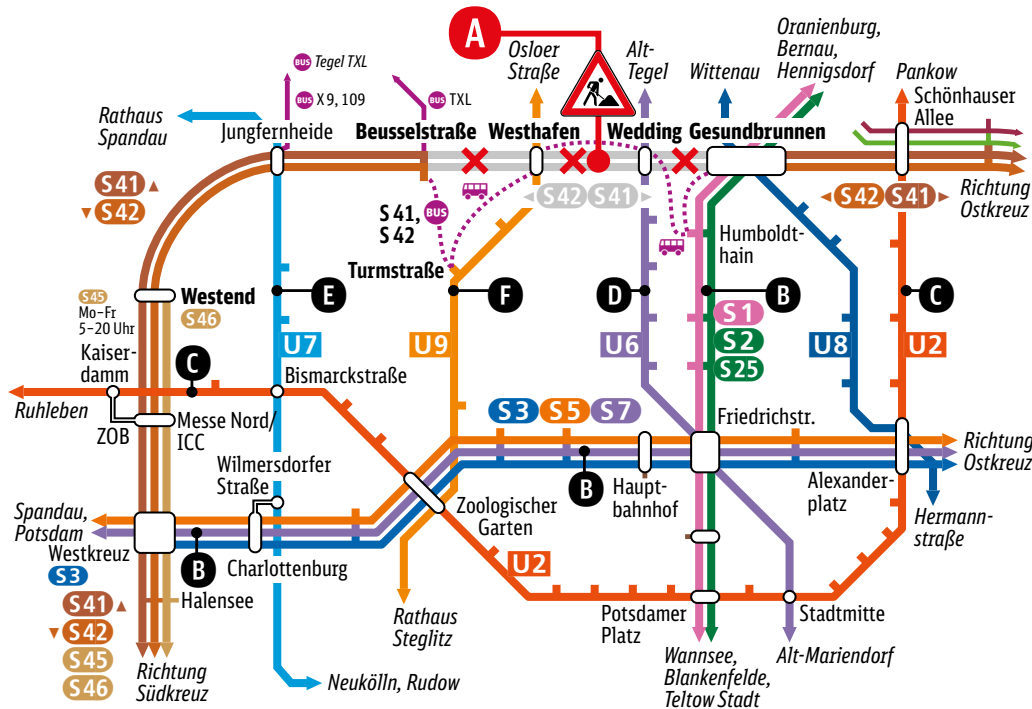 A
Osloer
Straße
Alt-
Tegel
Wittenau
Oranienburg,
Bernau,
Hennigsdorf
Pankow
Schönhauser
Allee
BUS Tegel TXL
BUS X 9, 109
BUS TXL
Rathaus
Spandau
Jungfernheide
Beusselstraße
Westhafen
Wedding
Gesundbrunnen
S41
S42
S42 S41
S42 S41
Richtung
Ostkreuz
S 41,
S 42
BUS
Humboldt-
hain
Turmstraße
Westend
S46
S45
Mo–Fr
5–20 Uhr
E
F
D
B
C
S1
S2
S25
U7
U9
U6
U8
U2
Kaiser-
damm
C
Bismarckstraße
Ruhleben
ZOB
Messe Nord/
ICC
S3 S5 S7
Friedrichstr.
Richtung
Ostkreuz
Wilmersdorfer
Straße
B
Haupt-
bahnhof
Alexander-
platz
Zoologischer
Garten
Hermann-
straße
Spandau,
Potsdam
Westkreuz
S3
B
Charlottenburg
U2
Halensee
S41
S42
S45
S46
Richtung
Südkreuz
Rathaus
Steglitz
Potsdamer
Platz
Stadtmitte
Neukölln, Rudow
Wannsee,
Blankenfelde,
Teltow Stadt
Alt-Mariendorf